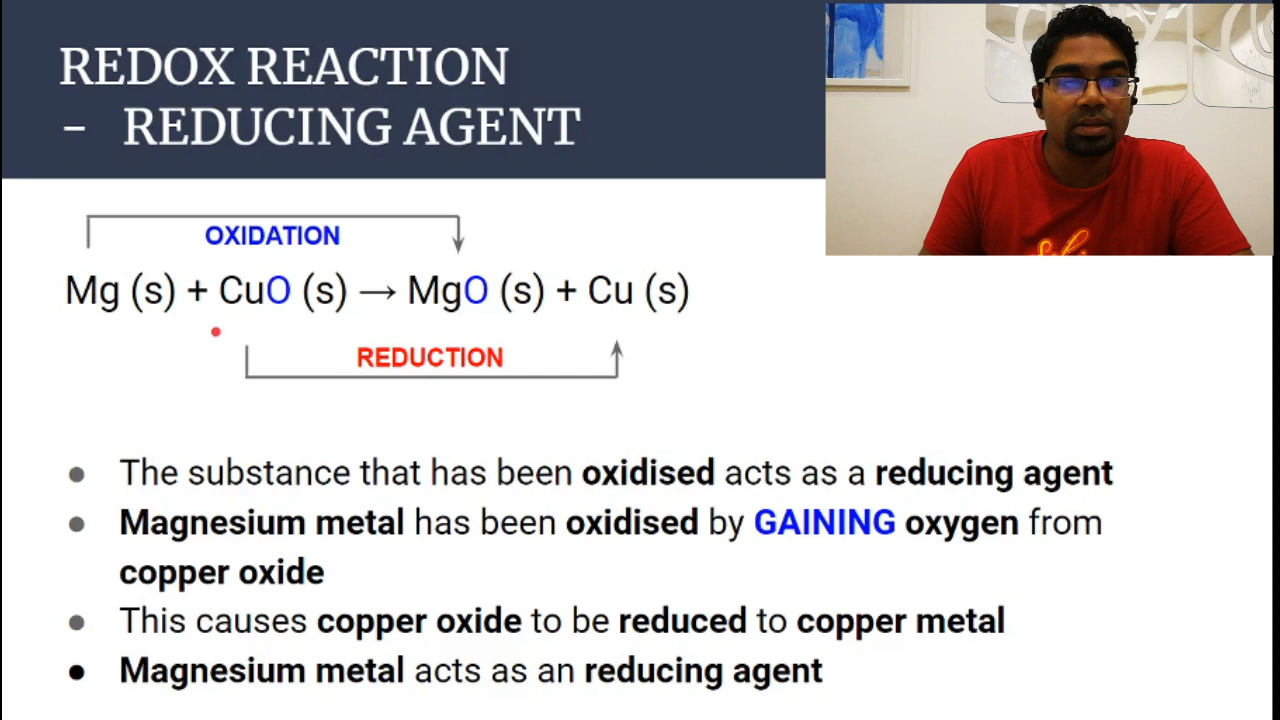 REDOX REACTION
- REDUCING AGENT
OXIDATION
Mg (s) + CuO (s) → MgO (s) + Cu (s)
REDUCTION
● The substance that has been oxidised acts as a reducing agent
● Magnesium metal has been oxidised by GAINING oxygen from
copper oxide
● This causes copper oxide to be reduced to copper metal
● Magnesium metal acts as an reducing agent